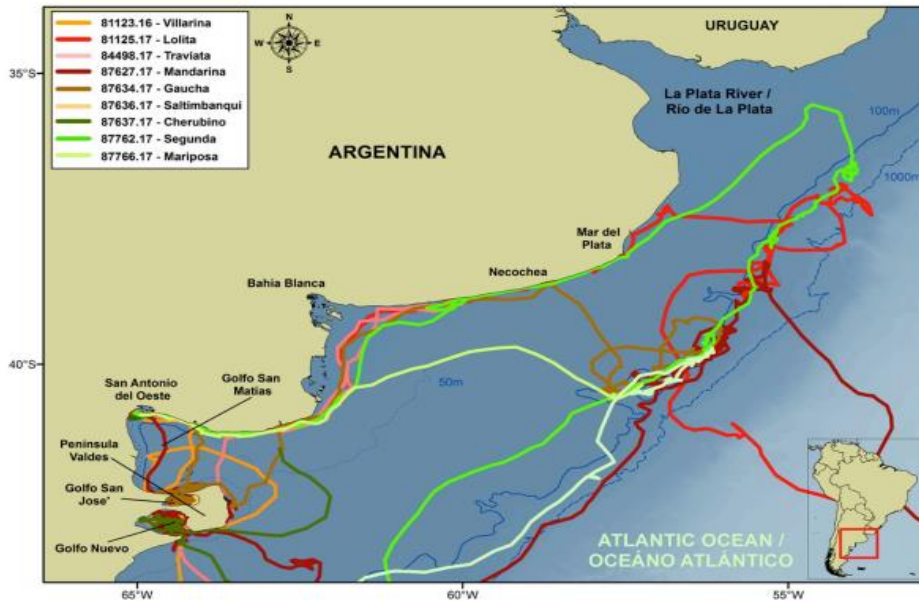 81123.16 - Villarina
81125.17 - Lolita
84498.17 - Traviata
87627.17 - Mandarina
87634.17 - Gaucha
87636.17 - Saltimbanqui
87637.17 - Cherubino
87762.17 - Segunda
87766.17 - Mariposa
N
W
E
S
URUGUAY
35°S
La Plata River /
Río de La Plata
100m
ARGENTINA
1000m
Mar del
Plata
Necochea
Bahia Blanca
40°S
San Antonio
del Oeste
Golfo San
Matias
50m
Peninsula
Valdes
Golfo San
Jose'
Golfo Nuevo
ATLANTIC OCEAN /
OCEÁNO ATLÁNTICO
65°W
60°W
55°W